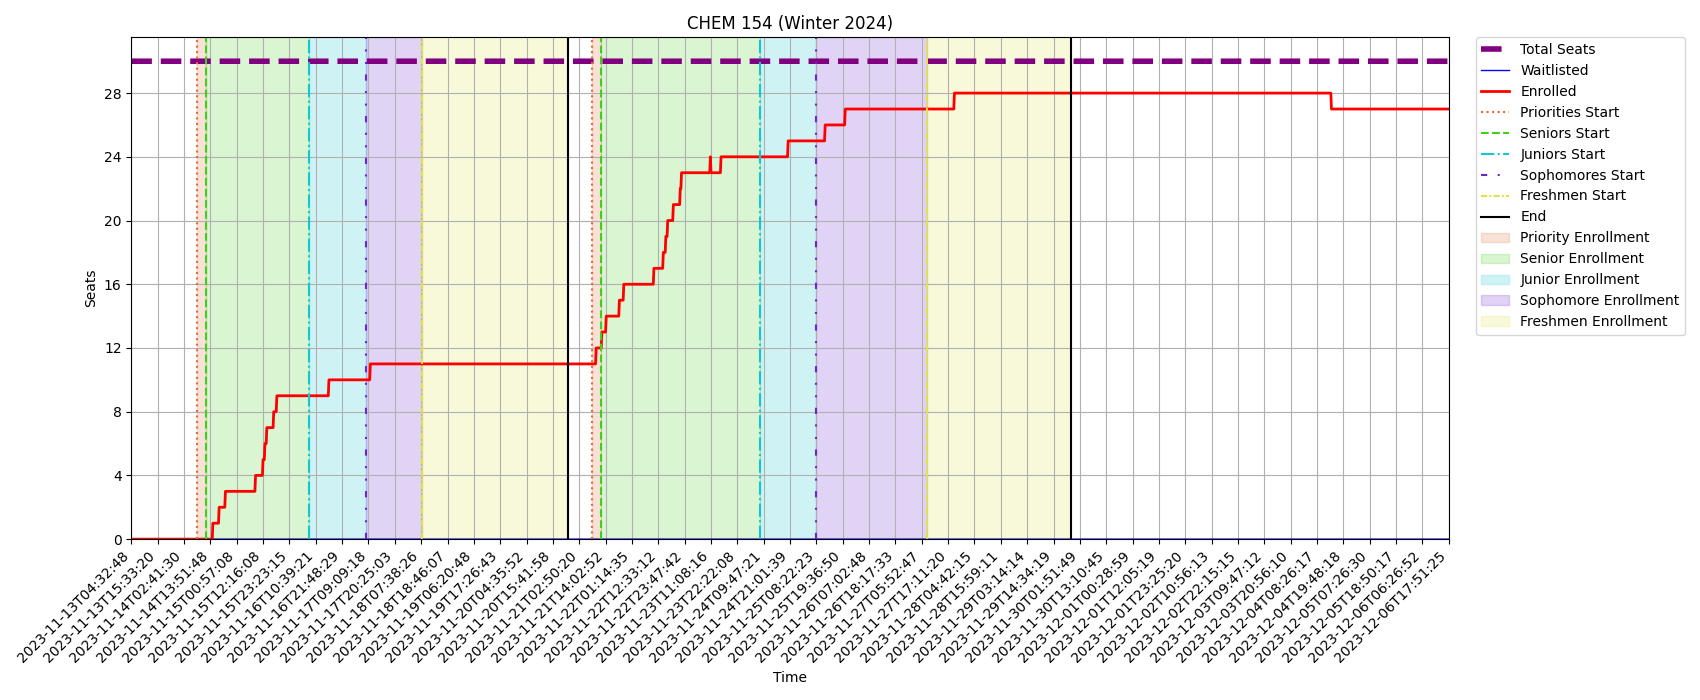 CHEM 154 (Winter 2024)
Seats
28
24
20
16
12
8
4
0
2023-11-13T04:32:48
2023-11-13T15:33:20
2023-11-14T02:41:30
2023-11-14T13:51:48
2023-11-15T00:57:08
2023-11-15T12:16:08
2023-11-15T23:23:15
2023-11-16T10:39:21
2023-11-16T21:48:29
2023-11-17T09:09:18
2023-11-17T20:25:03
2023-11-18T07:38:26
2023-11-18T18:46:07
2023-11-19T06:20:48
2023-11-19T17:26:43
2023-11-20T04:35:52
2023-11-20T15:41:58
2023-11-21T02:50:20
2023-11-21T14:02:52
2023-11-22T01:14:35
2023-11-22T12:33:12
2023-11-22T23:47:42
2023-11-23T11:08:16
2023-11-23T22:22:08
2023-11-24T09:47:21
2023-11-24T21:01:39
2023-11-25T08:22:23
2023-11-25T19:36:50
2023-11-26T07:02:48
2023-11-26T18:17:33
2023-11-27T05:52:47
2023-11-27T17:11:20
2023-11-28T04:42:15
2023-11-28T15:59:11
2023-11-29T03:14:14
2023-11-29T14:34:19
2023-11-30T01:51:49
2023-11-30T13:10:45
2023-12-01T00:28:59
2023-12-01T12:05:19
2023-12-01T23:25:20
2023-12-02T10:56:13
2023-12-02T22:15:15
2023-12-03T09:47:12
2023-12-03T20:56:10
2023-12-04T08:26:17
2023-12-04T19:48:18
2023-12-05T07:26:30
2023-12-05T18:50:17
2023-12-06T06:26:52
2023-12-06T17:51:25
Time
Total Seats
Waitlisted
Enrolled
Priorities Start
Seniors Start
Juniors Start
Sophomores Start
Freshmen Start
End
Priority Enrollment
Senior Enrollment
Junior Enrollment
Sophomore Enrollment
Freshmen Enrollment